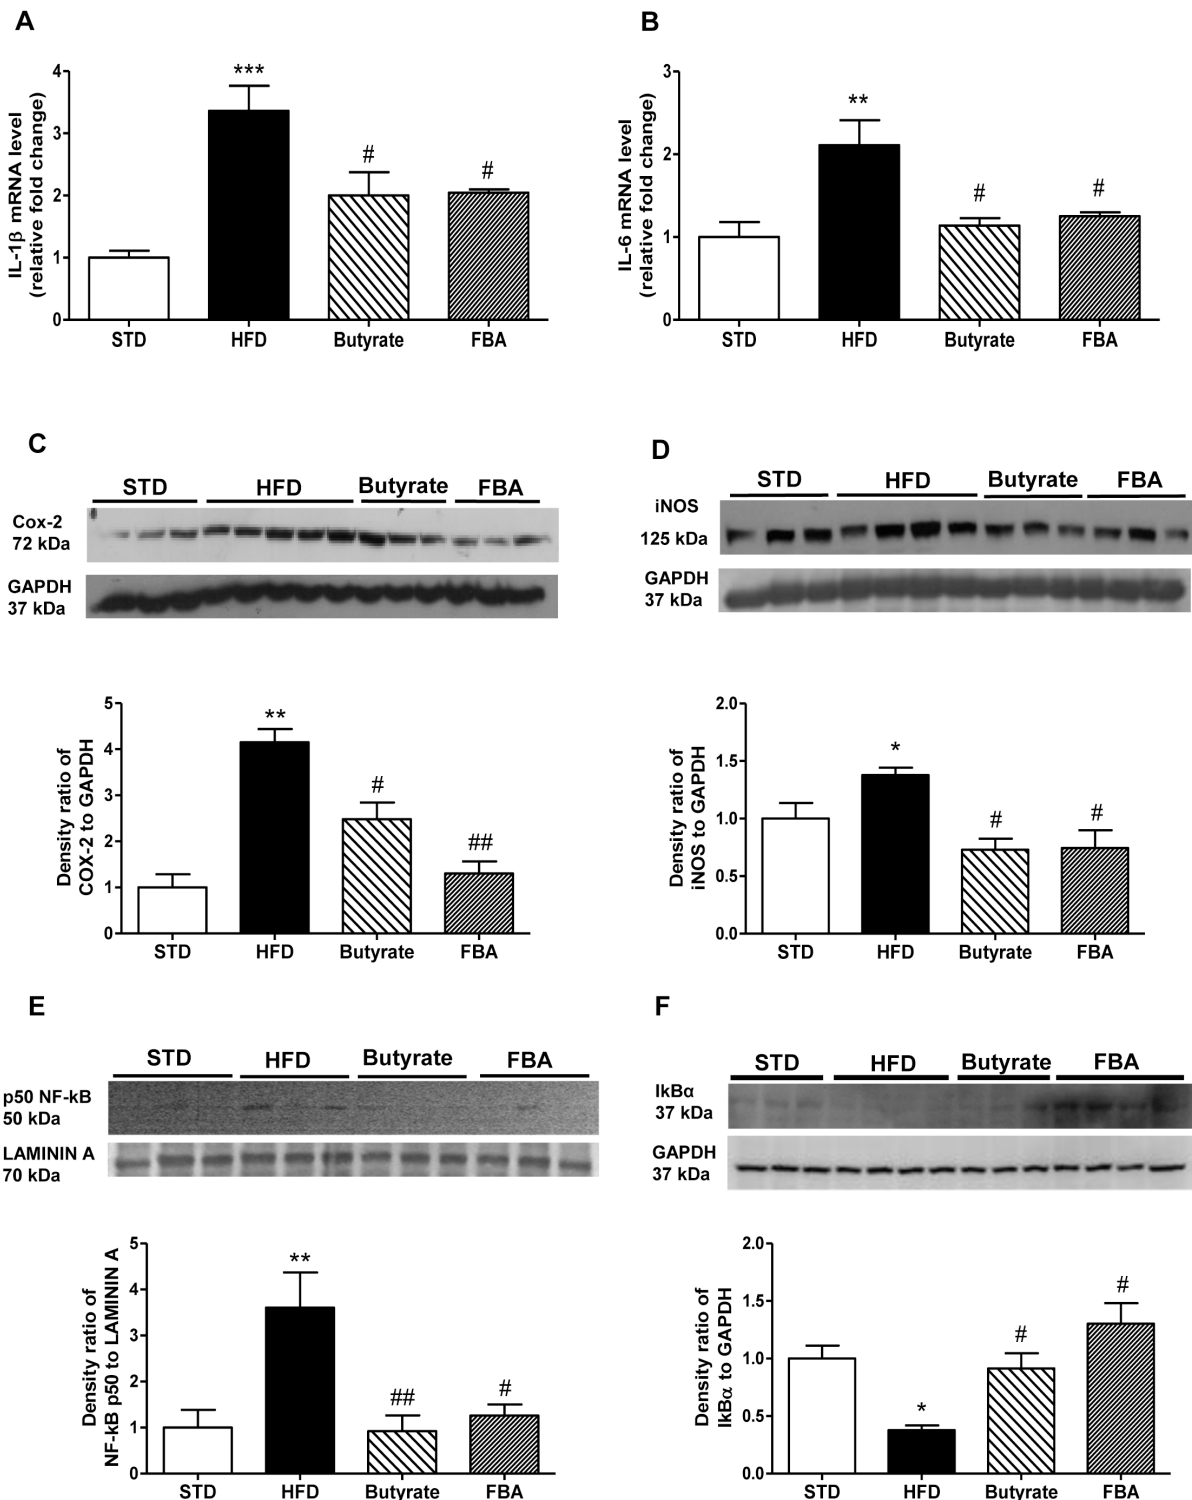 A
IL-1β mRNA level
(relative fold change)
4
3
2
1
0
***
#
#
STD HFD Butyrate FBA
B
IL-6 mRNA level
(relative fold change)
3
2
1
0
**
#
#
STD HFD Butyrate FBA
C
STD HFD Butyrate FBA
Cox-2
72 kDa
GAPDH
37 kDa
Density ratio of
COX-2 to GAPDH
5
4
3
2
1
0
**
#
##
STD HFD Butyrate FBA
D
STD HFD Butyrate FBA
iNOS
125 kDa
GAPDH
37 kDa
Density ratio of
iNOS to GAPDH
2.0
1.5
1.0
0.5
0.0
*
#
#
STD HFD Butyrate FBA
E
STD HFD Butyrate FBA
p50 NF-kB
50 kDa
LAMININ A
70 kDa
Density ratio of
NF-kB p50 to LAMININ A
5
4
3
2
1
0
**
##
#
STD HFD Butyrate FBA
F
STD HFD Butyrate FBA
IkBα
37 kDa
GAPDH
37 kDa
Density ratio of
IkBα to GAPDH
2.0
1.5
1.0
0.5
0.0
*
#
#
STD HFD Butyrate FBA